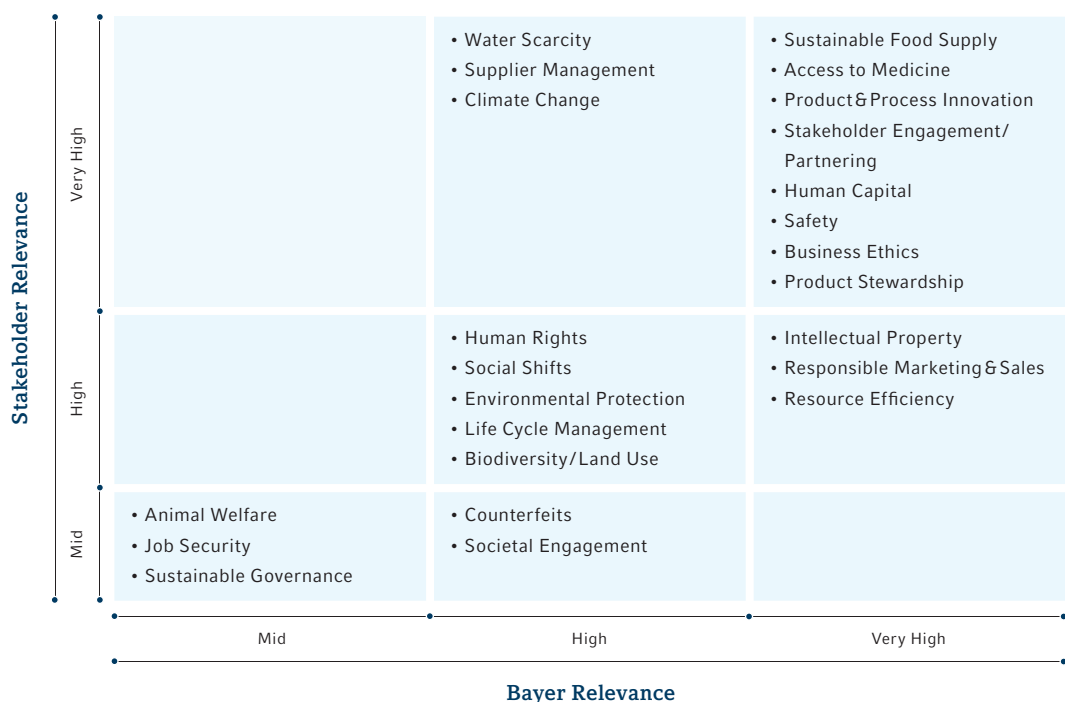 Stakeholder Relevance
Very High
• Water Scarcity
• Supplier Management
• Climate Change
• Sustainable Food Supply
• Access to Medicine
• Product & Process Innovation
• Stakeholder Engagement/
Partnering
• Human Capital
• Safety
• Business Ethics
• Product Stewardship
High
• Human Rights
• Social Shifts
• Environmental Protection
• Life Cycle Management
• Biodiversity/Land Use
• Intellectual Property
• Responsible Marketing & Sales
• Resource Efficiency
Mid
• Animal Welfare
• Job Security
• Sustainable Governance
• Counterfeits
• Societal Engagement
Mid
High
Very High
Bayer Relevance